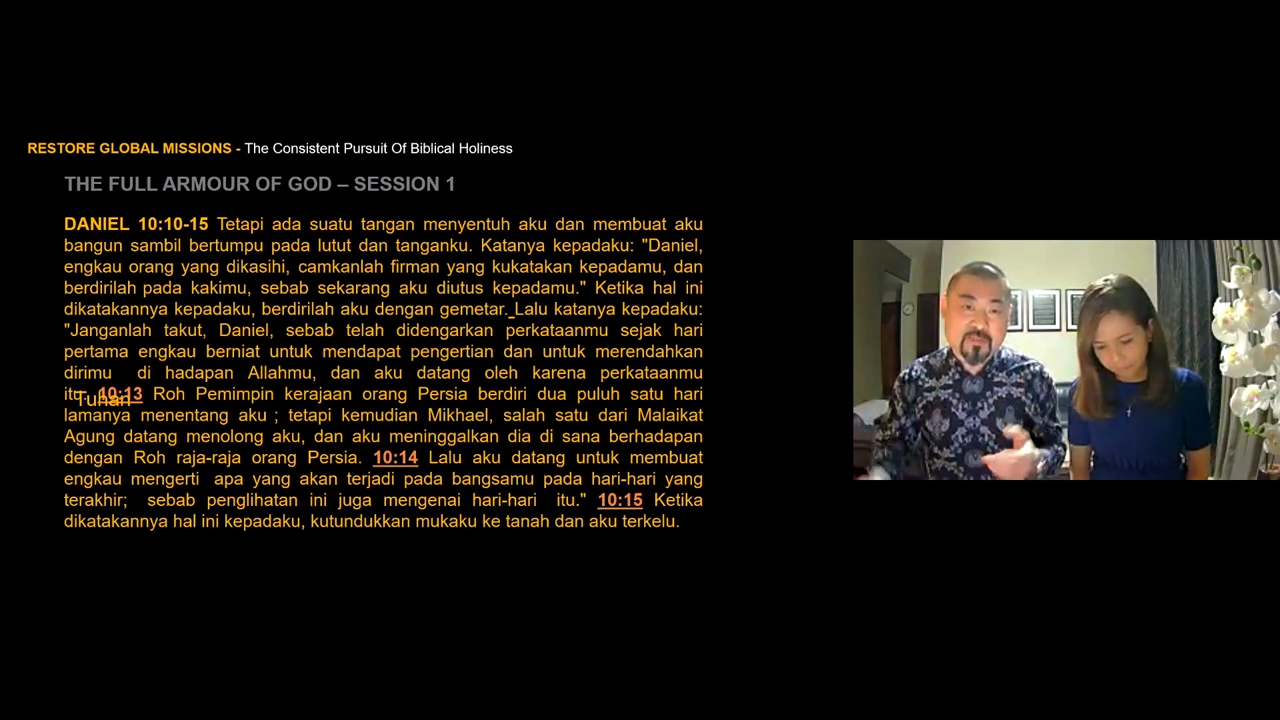 RESTORE GLOBAL MISSIONS - The Consistent Pursuit Of Biblical Holiness
THE FULL ARMOUR OF GOD – SESSION 1
DANIEL 10:10-15 Tetapi ada suatu tangan menyentuh aku dan membuat aku
bangun sambil bertumpu pada lutut dan tanganku. Katanya kepadaku: "Daniel,
engkau orang yang dikasihi, camkanlah firman yang kukatakan kepadamu, dan
berdirilah pada kakimu, sebab sekarang aku diutus kepadamu." Ketika hal ini
dikatakannya kepadaku, berdirilah aku dengan gemetar. Lalu katanya kepadaku:
"Janganlah takut, Daniel, sebab telah didengarkan perkataanmu sejak hari
pertama engkau berniat untuk mendapat pengertian dan untuk merendahkan
dirimu di hadapan Allahmu, dan aku datang oleh karena perkataanmu
itu. 10:13 Roh Pemimpin kerajaan orang Persia berdiri dua puluh satu hari
Tuhan
lamanya menentang aku ; tetapi kemudian Mikhael, salah satu dari Malaikat
Agung datang menolong aku, dan aku meninggalkan dia di sana berhadapan
dengan Roh raja-raja orang Persia. 10:14 Lalu aku datang untuk membuat
engkau mengerti apa yang akan terjadi pada bangsamu pada hari-hari yang
terakhir; sebab penglihatan ini juga mengenai hari-hari itu." 10:15 Ketika
dikatakannya hal ini kepadaku, kutundukkan mukaku ke tanah dan aku terkelu.